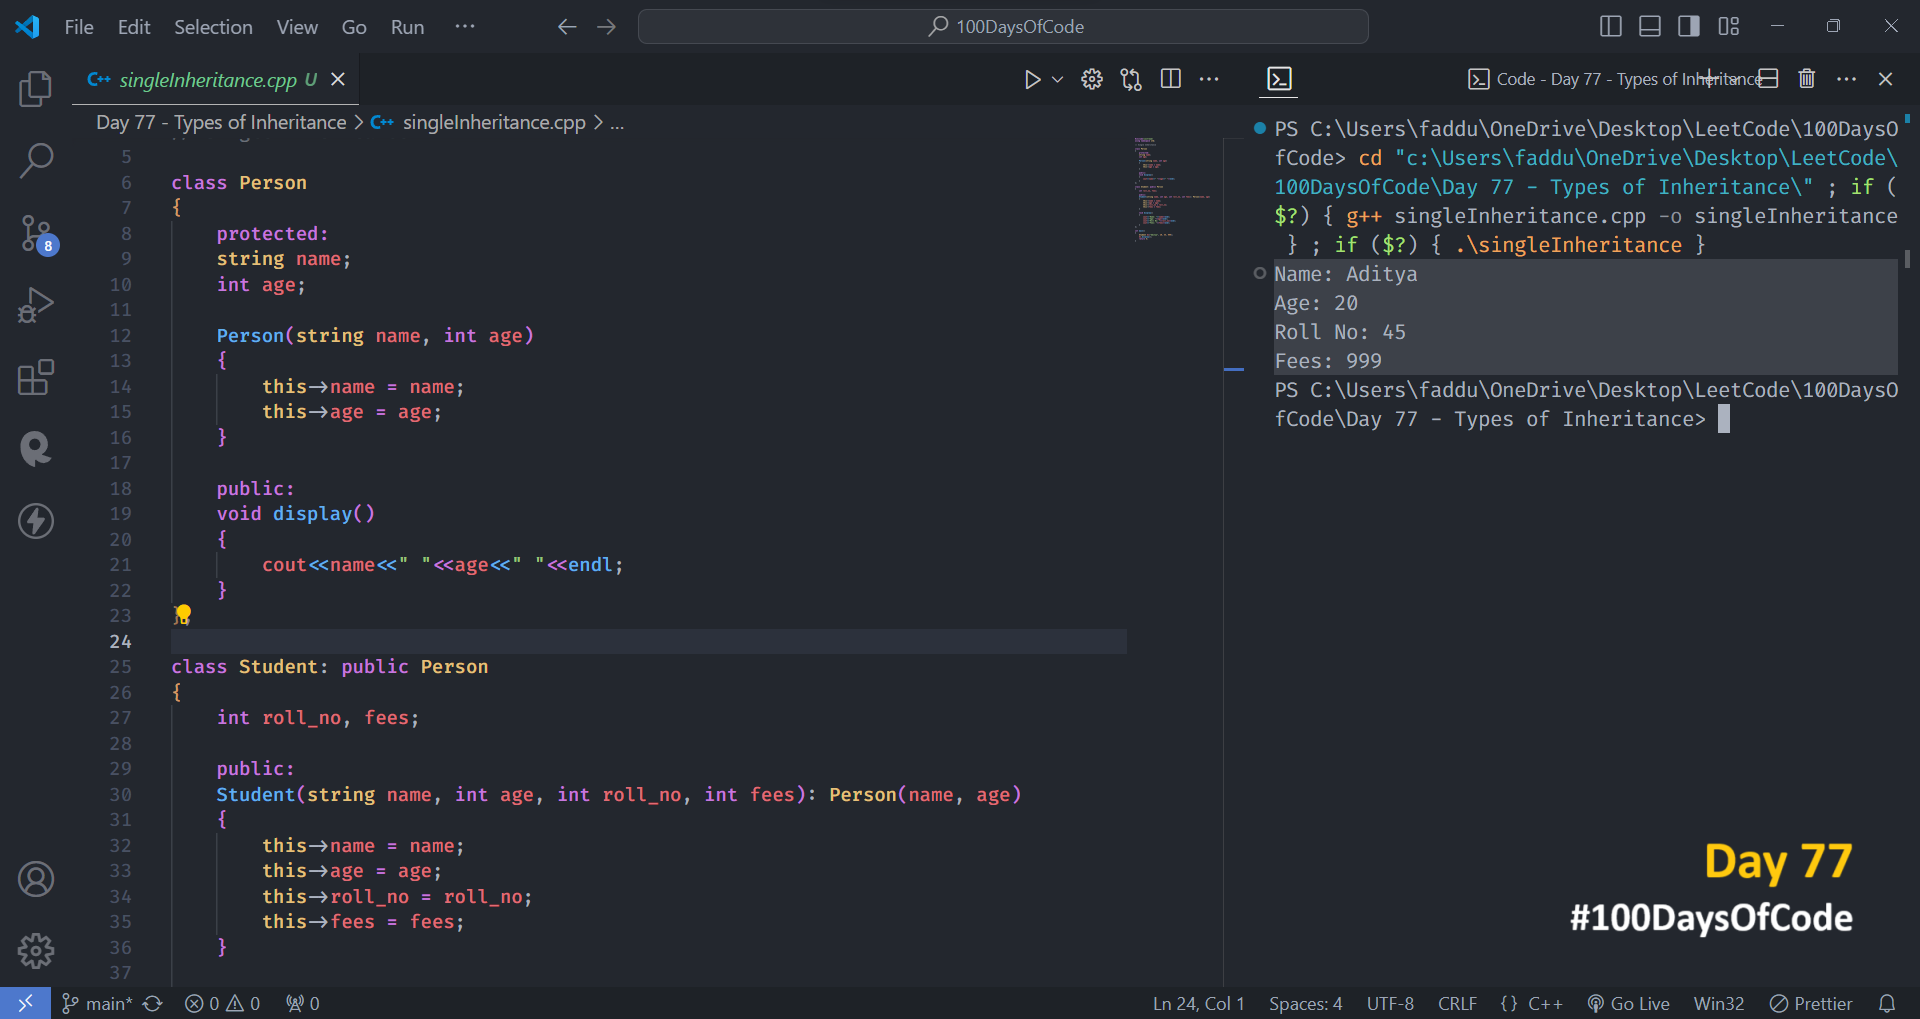 File Edit Selection View Go Run ··· 100DaysOfCode
singleInheritance.cpp U
Code - Day 77 - Types of Inheritance
Day 77 - Types of Inheritance > singleInheritance.cpp > ...
5
6 class Person
7 {
8 protected:
9 string name;
10 int age;
11
12 Person(string name, int age)
13 {
14 this->name = name;
15 this->age = age;
16 }
17
18 public:
19 void display()
20 {
21 cout<<name<<" "<<age<<" "<<endl;
22 }
23 };
24
25 class Student: public Person
26 {
27 int roll_no, fees;
28
29 public:
30 Student(string name, int age, int roll_no, int fees): Person(name, age)
31 {
32 this->name = name;
33 this->age = age;
34 this->roll_no = roll_no;
35 this->fees = fees;
36 }
37
PS C:\Users\faddu\OneDrive\Desktop\LeetCode\100DaysO
fCode> cd "c:\Users\faddu\OneDrive\Desktop\LeetCode\
100DaysOfCode\Day 77 - Types of Inheritance\" ; if (
$?) { g++ singleInheritance.cpp -o singleInheritance
} ; if ($?) { .\singleInheritance }
Name: Aditya
Age: 20
Roll No: 45
Fees: 999
PS C:\Users\faddu\OneDrive\Desktop\LeetCode\100DaysO
fCode\Day 77 - Types of Inheritance>
8
Day 77
#100DaysOfCode
main* 0 0 0 Ln 24, Col 1 Spaces: 4 UTF-8 CRLF {} C++ Go Live Win32 Prettier